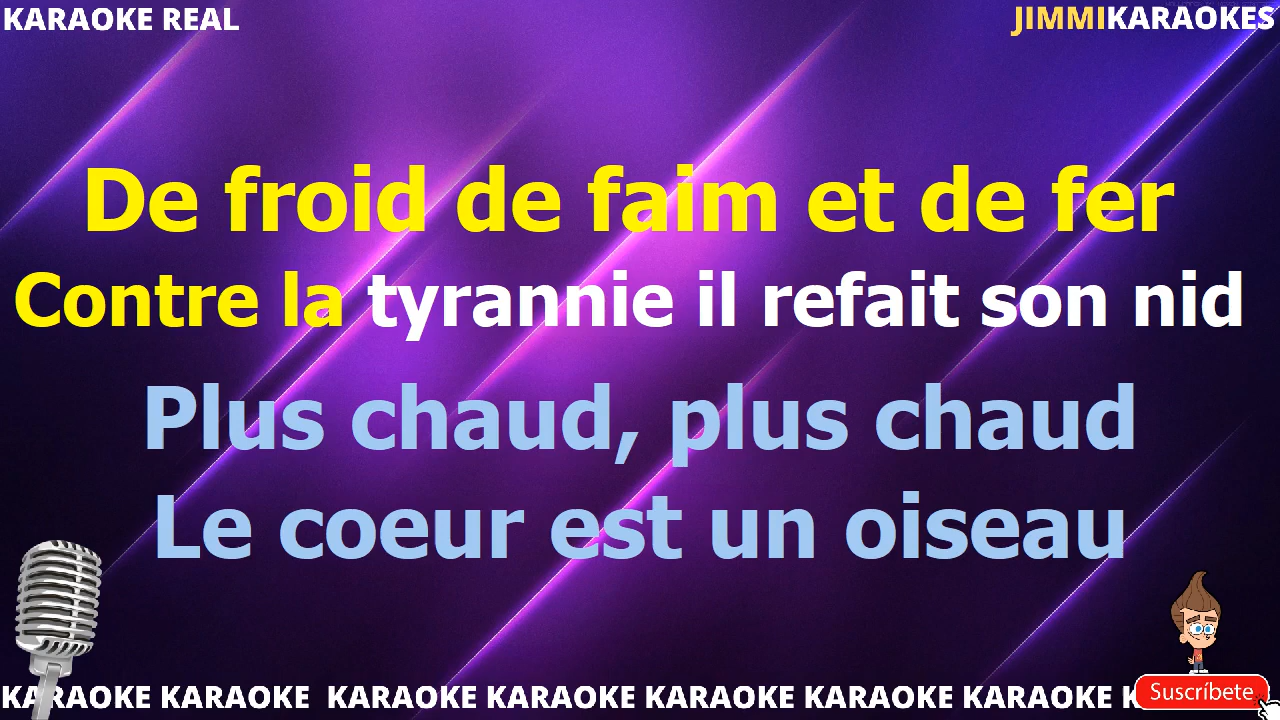 KARAOKE REAL
JIMMIKARAOKES
De froid de faim et de fer
Contre la tyrannie il refait son nid
Plus chaud, plus chaud
Le coeur est un oiseau
KARAOKE KARAOKE KARAOKE KARAOKE KARAOKE KARAOKE KARAOKE K
Suscríbete